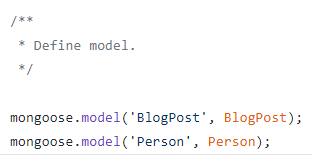 /**
 * Define model.
 */
mongoose.model('BlogPost', BlogPost);
mongoose.model('Person', Person);